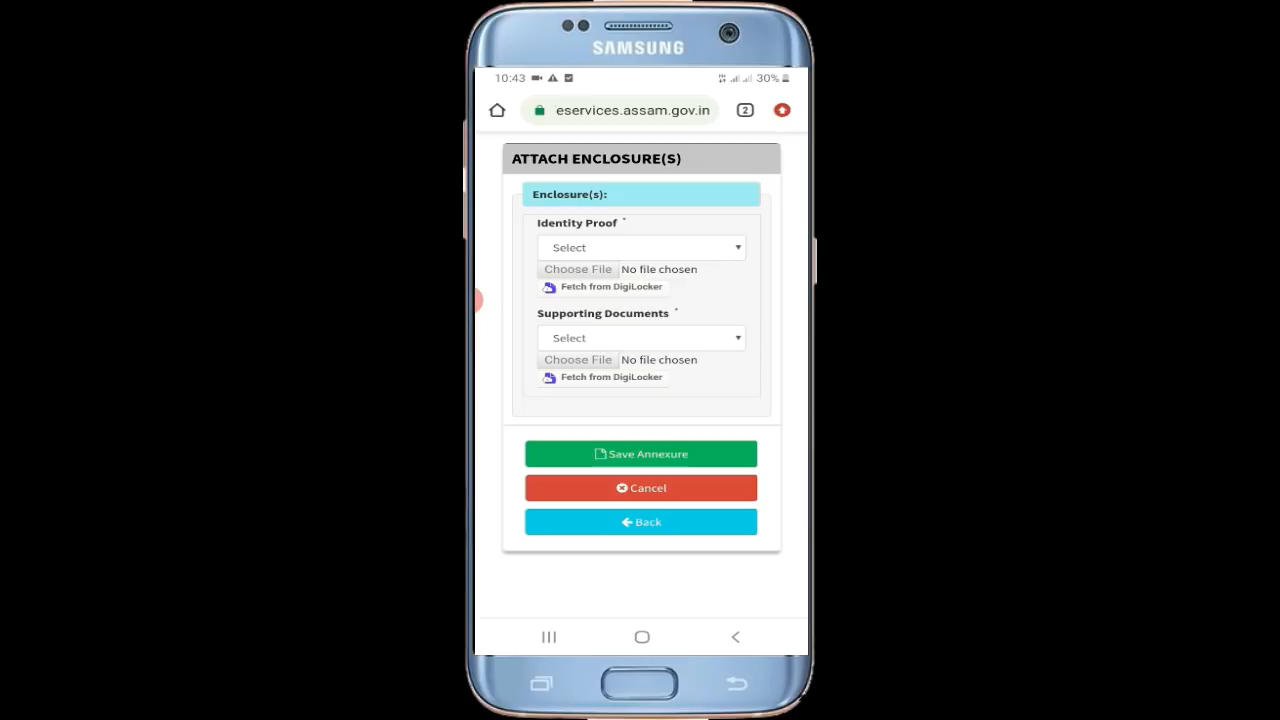 SAMSUNG
10:43 30%
eservices.assam.gov.in 2
ATTACH ENCLOSURE(S)
Enclosure(s):
Identity Proof *
Select
Choose File No file chosen
Fetch from DigiLocker
Supporting Documents *
Select
Choose File No file chosen
Fetch from DigiLocker
Save Annexure
Cancel
Back